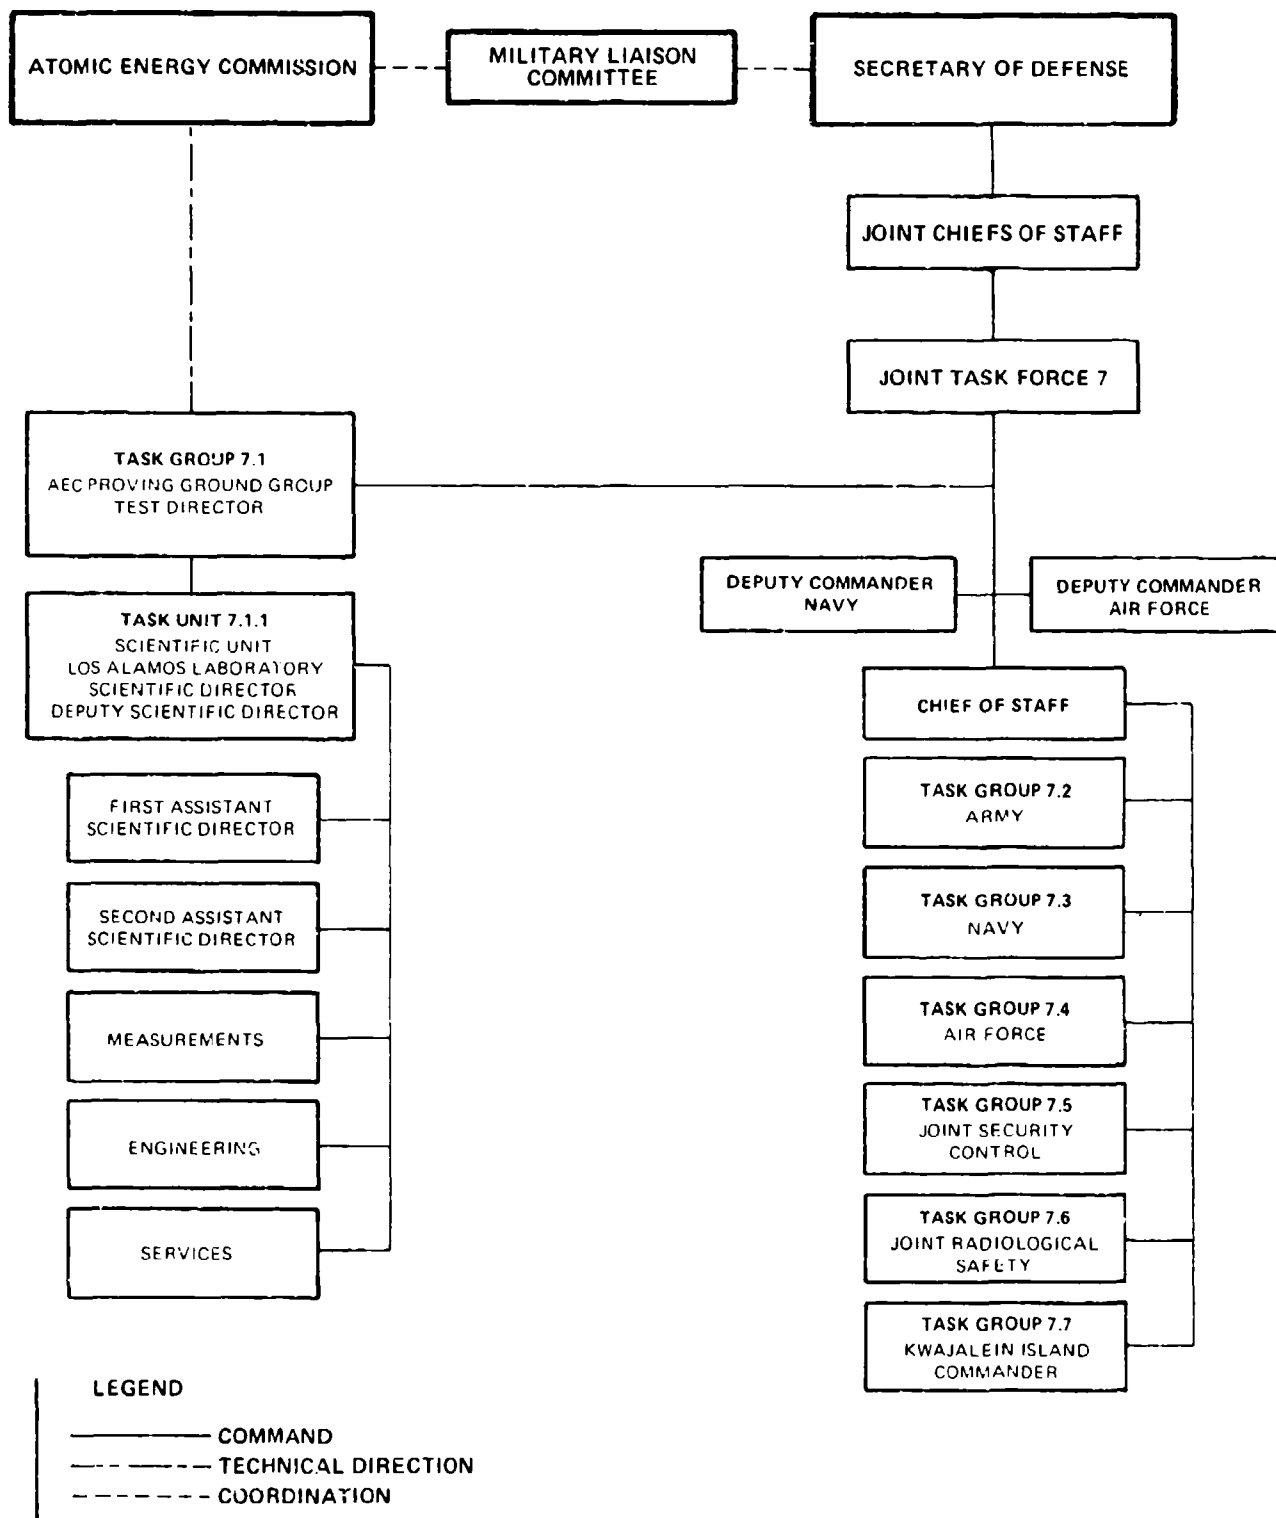 ATOMIC ENERGY COMMISSION
MILITARY LIAISON
COMMITTEE
SECRETARY OF DEFENSE
JOINT CHIEFS OF STAFF
JOINT TASK FORCE 7
TASK GROUP 7.1
AEC PROVING GROUND GROUP
TEST DIRECTOR
DEPUTY COMMANDER
NAVY
DEPUTY COMMANDER
AIR FORCE
TASK UNIT 7.1.1
SCIENTIFIC UNIT
LOS ALAMOS LABORATORY
SCIENTIFIC DIRECTOR
DEPUTY SCIENTIFIC DIRECTOR
FIRST ASSISTANT
SCIENTIFIC DIRECTOR
SECOND ASSISTANT
SCIENTIFIC DIRECTOR
MEASUREMENTS
ENGINEERING
SERVICES
CHIEF OF STAFF
TASK GROUP 7.2
ARMY
TASK GROUP 7.3
NAVY
TASK GROUP 7.4
AIR FORCE
TASK GROUP 7.5
JOINT SECURITY
CONTROL
TASK GROUP 7.6
JOINT RADIOLOGICAL
SAFETY
TASK GROUP 7.7
KWAJALEIN ISLAND
COMMANDER
LEGEND
COMMAND
TECHNICAL DIRECTION
COORDINATION